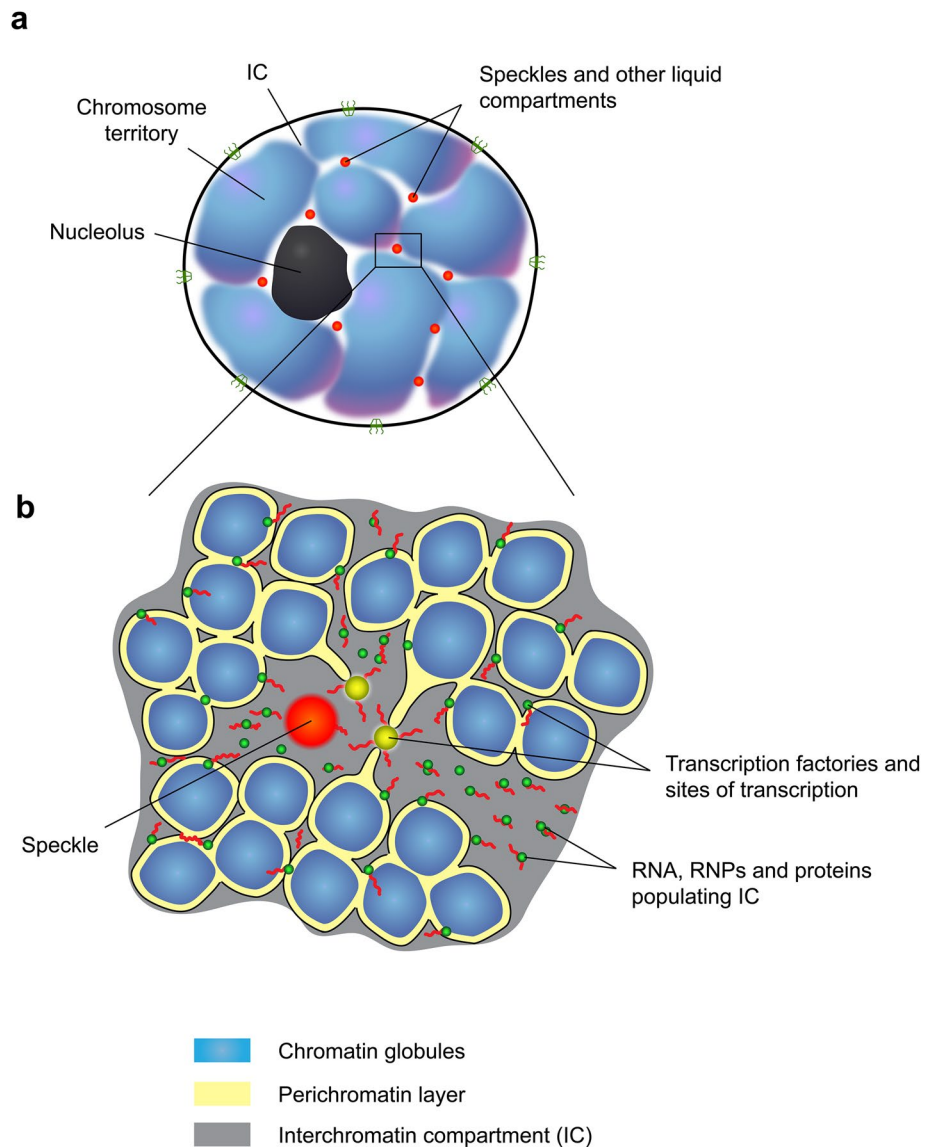 a
IC
Speckles and other liquid
compartments
Chromosome
territory
Nucleolus
b
Transcription factories and
sites of transcription
Speckle
RNA, RNPs and proteins
populating IC
Chromatin globules
Perichromatin layer
Interchromatin compartment (IC)